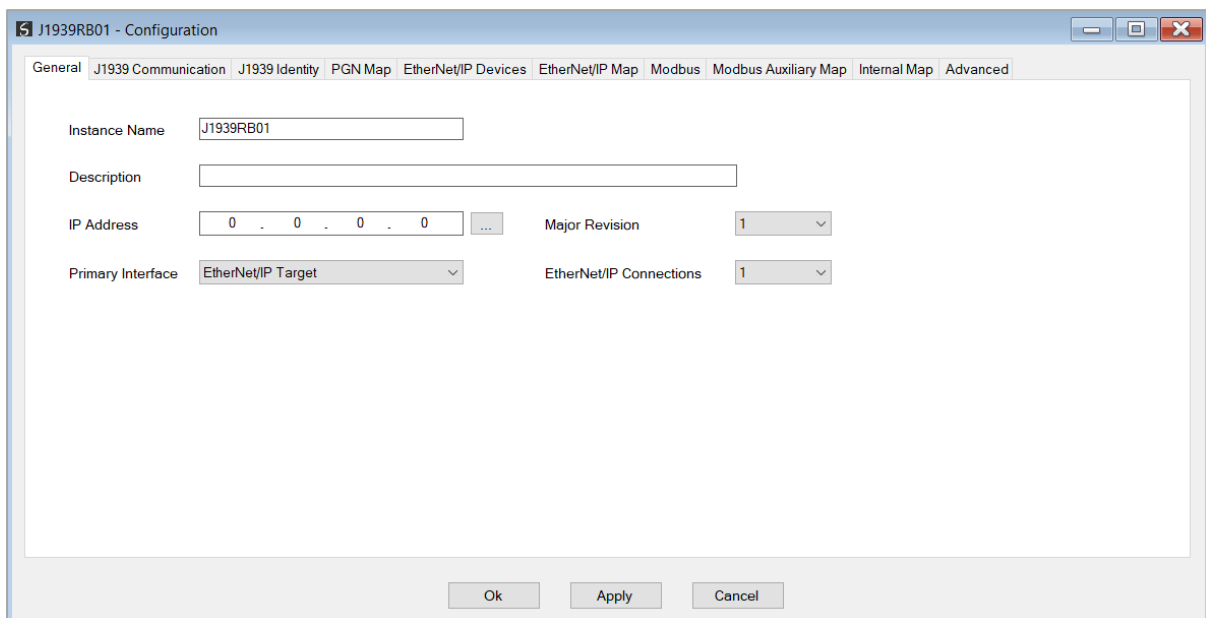 J1939RB01 - Configuration
General J1939 Communication J1939 Identity PGN Map EtherNet/IP Devices EtherNet/IP Map Modbus Modbus Auxiliary Map Internal Map Advanced
Instance Name J1939RB01
Description
IP Address 0 . 0 . 0 . 0 ... Major Revision 1
Primary Interface EtherNet/IP Target EtherNet/IP Connections 1
Ok Apply Cancel